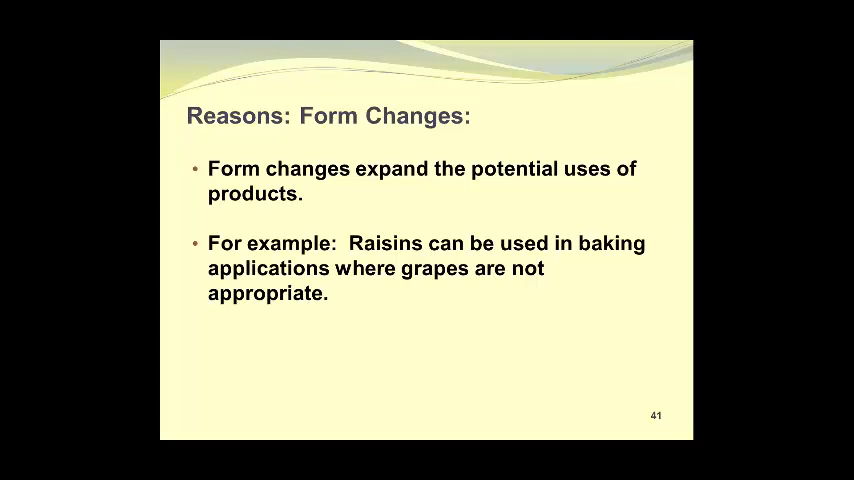 Reasons: Form Changes:
• Form changes expand the potential uses of
products.
• For example:  Raisins can be used in baking
applications where grapes are not
appropriate.
41